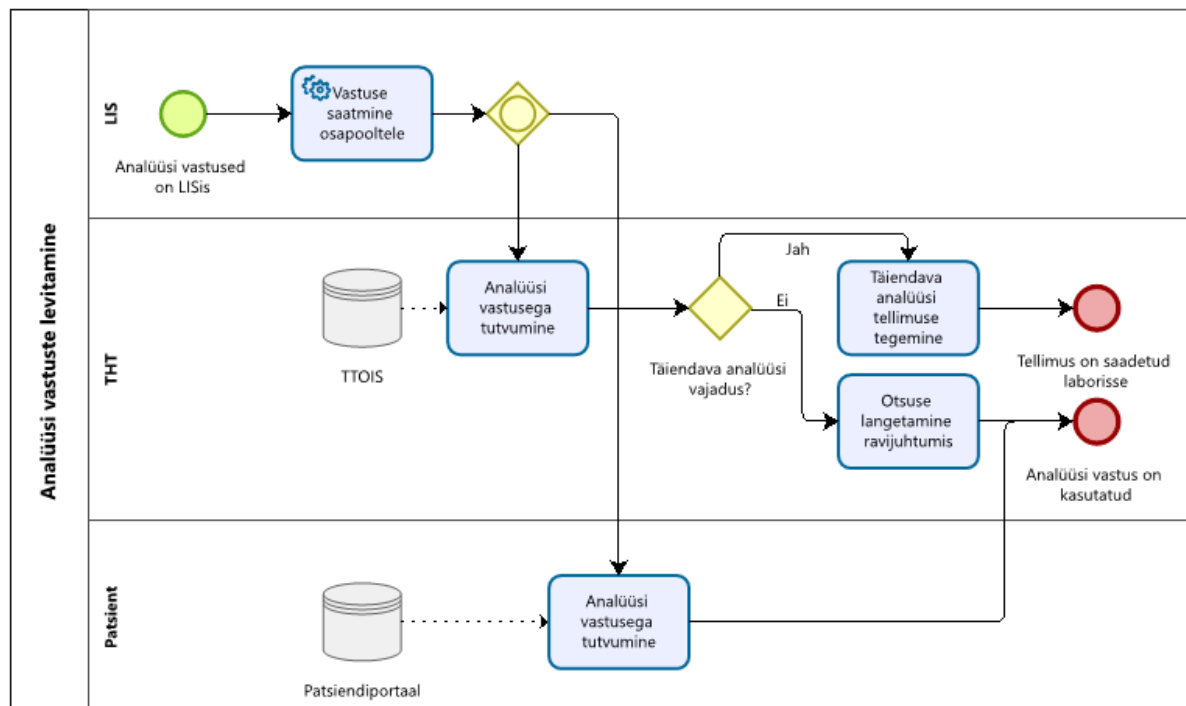 Analüüsi vastuste levitamine
LIS
Analüüsi vastused
on LISis
Vastuse
saatmine
osapooltele
THT
TTOIS
Analüüsi
vastusega
tutvumine
Täiendava analüüsi
vajadus?
Jah
Ei
Täiendava
analüüsi
tellimuse
tegemine
Tellimus on saadetud
laborisse
Otsuse
langetamine
ravijuhtumis
Analüüsi vastus on
kasutatud
Patsient
Patsiendiportaal
Analüüsi
vastusega
tutvumine